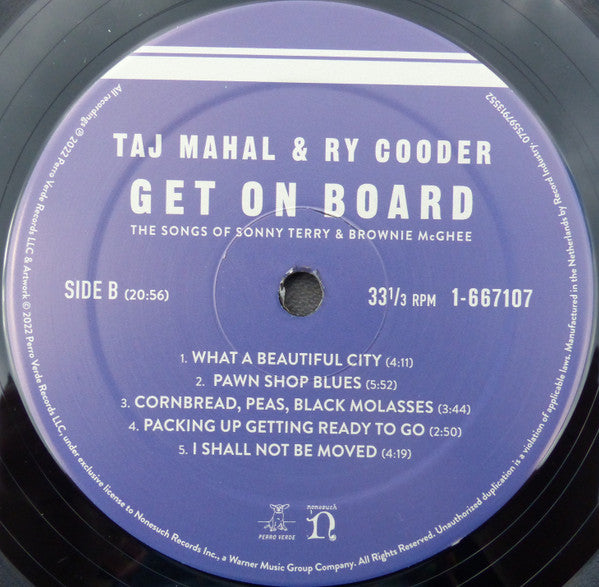 TAJ MAHAL & RY COODER
GET ON BOARD
THE SONGS OF SONNY TERRY & BROWNIE McGHEE
SIDE B (20:56)
33 1/3 RPM 1-667107
1. WHAT A BEAUTIFUL CITY (4:11)
2. PAWN SHOP BLUES (5:52)
3. CORNBREAD, PEAS, BLACK MOLASSES (3:44)
4. PACKING UP GETTING READY TO GO (2:50)
5. I SHALL NOT BE MOVED (4:19)
PERRO VERDE
nonesuch
n
All recordings ℗ 2022 Perro Verde Records LLC & Artwork © 2022 Perro Verde Records LLC, under exclusive license to Nonesuch Records Inc., a Warner Music Group Company. All Rights Reserved. Unauthorized duplication is a violation of applicable laws. Manufactured in the Netherlands by Record Industry. 075597913552